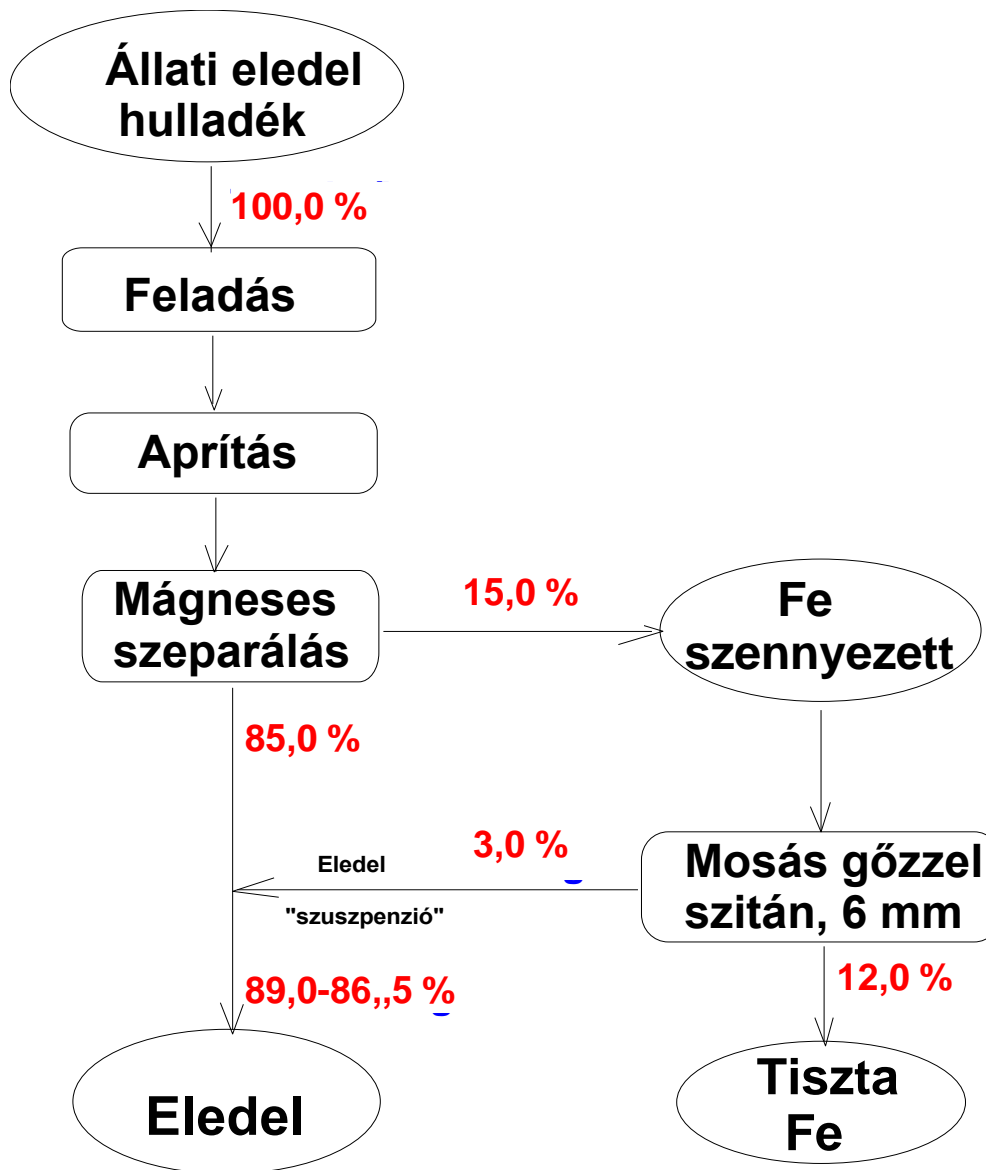 Állati eledel
hulladék
100,0 %
Feladás
Aprítás
Mágneses
szeparálás
15,0 %
Fe
szennyezett
85,0 %
3,0 %
Eledel
"szuszpenzió"
Mosás gőzzel
szitán, 6 mm
89,0-86,,5 %
12,0 %
Eledel
Tiszta
Fe